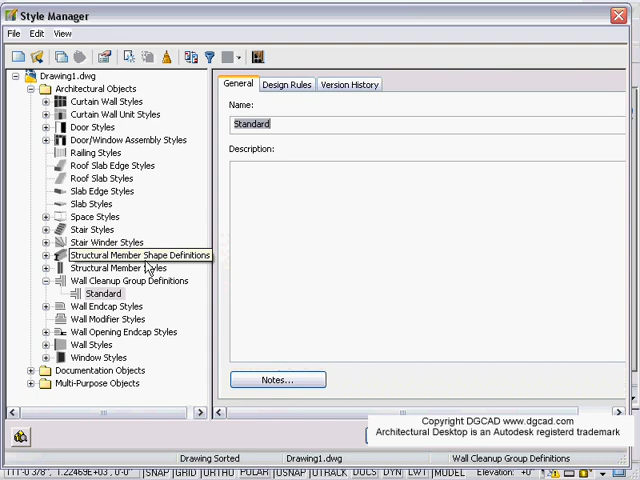 Style Manager
File Edit View
Drawing1.dwg
Architectural Objects
Curtain Wall Styles
Curtain Wall Unit Styles
Door Styles
Door/Window Assembly Styles
Railing Styles
Roof Slab Edge Styles
Roof Slab Styles
Slab Edge Styles
Slab Styles
Space Styles
Stair Styles
Stair Winder Styles
Structural Member Shape Definitions
Structural Member Styles
Wall Cleanup Group Definitions
Standard
Wall Endcap Styles
Wall Modifier Styles
Wall Opening Endcap Styles
Wall Styles
Window Styles
Documentation Objects
Multi-Purpose Objects
General Design Rules Version History
Name:
Standard
Description:
Notes...
Copyright DGCAD www.dgcad.com
Architectural Desktop is an Autodesk registerd trademark
Drawing Sorted Drawing1.dwg Wall Cleanup Group Definitions
SNAP GRID ORTHO POLAR OSNAP OTRACK DUCS DYN LWT MODEL Elevation: +0"